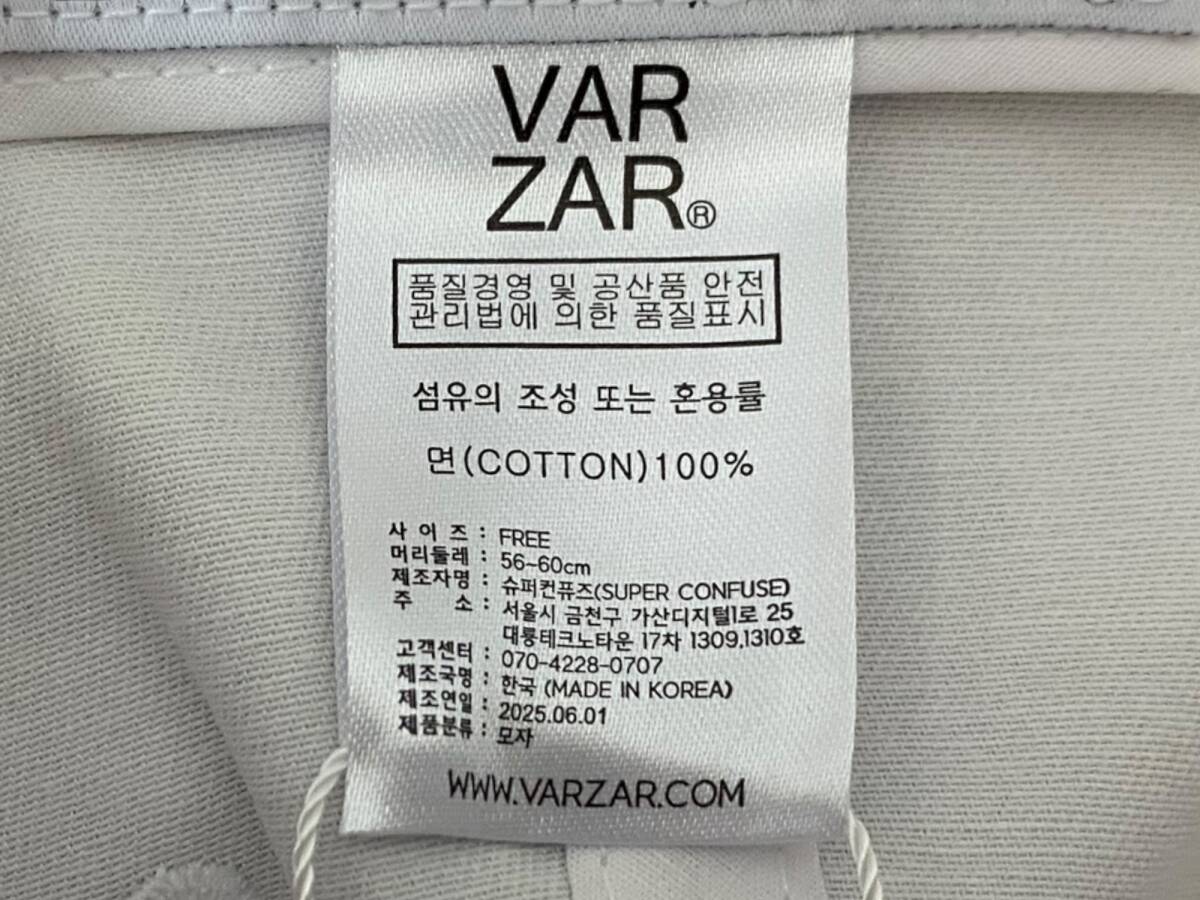 VAR
ZAR®
품질경영 및 공산품 안전
관리법에 의한 품질표시
섬유의 조성 또는 혼용률
면(COTTON)100%
사 이 즈 : FREE
머리둘레 : 56~60cm
제조자명 : 슈퍼컨퓨즈(SUPER CONFUSE)
주 소 : 서울시 금천구 가산디지털1로 25
대룡테크노타운 17차 1309,1310호
고객센터 : 070-4228-0707
제조국명 : 한국 (MADE IN KOREA)
제조연일 : 2025.06.01
제품분류 : 모자
WWW.VARZAR.COM